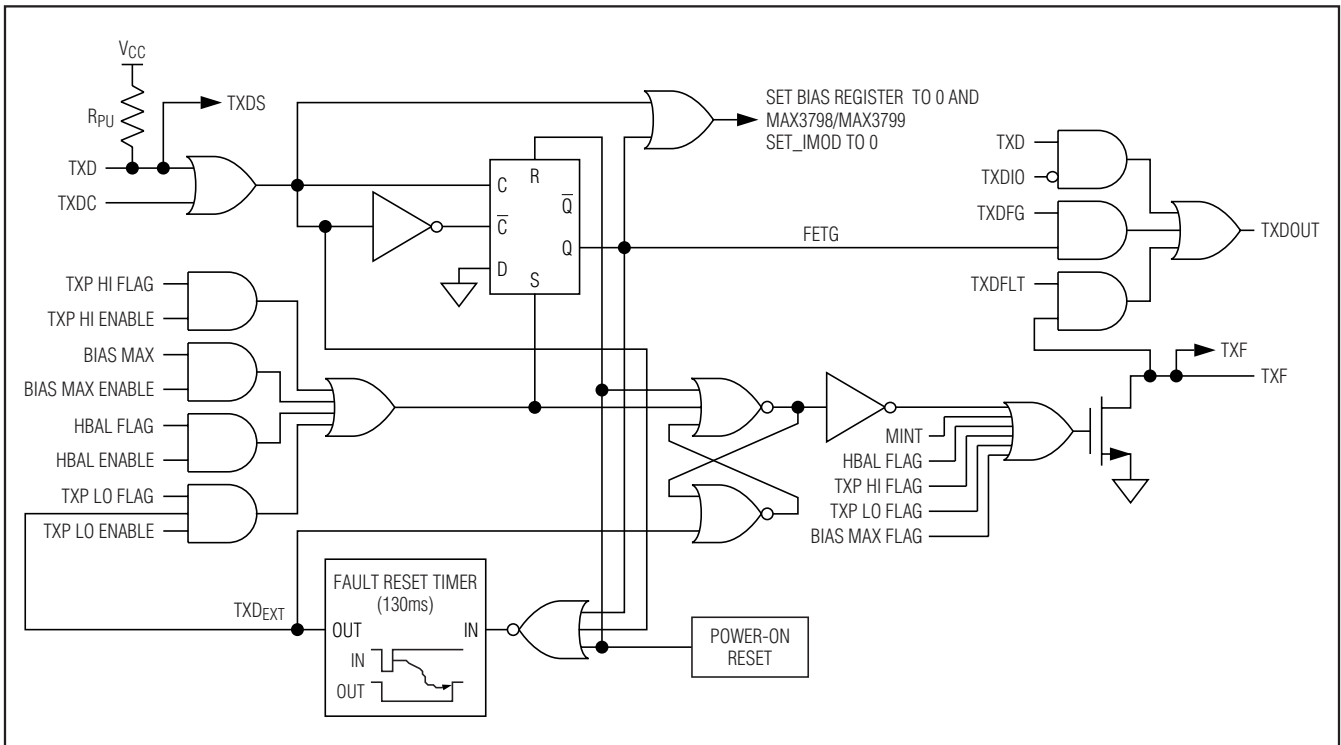 VCC
RPU
TXDS
TXD
TXDC
SET BIAS REGISTER TO 0 AND
MAX3798/MAX3799
SET_IMOD TO 0
R
C
Q̅
C̅
Q
D
S
FETG
TXD
TXDIO
TXDFG
TXDFLT
TXDOUT
TXF
TXF
TXP HI FLAG
TXP HI ENABLE
BIAS MAX
BIAS MAX ENABLE
HBAL FLAG
HBAL ENABLE
TXP LO FLAG
TXP LO ENABLE
MINT
HBAL FLAG
TXP HI FLAG
TXP LO FLAG
BIAS MAX FLAG
TXDEXT
FAULT RESET TIMER
(130ms)
OUT
IN
IN
OUT
POWER-ON
RESET